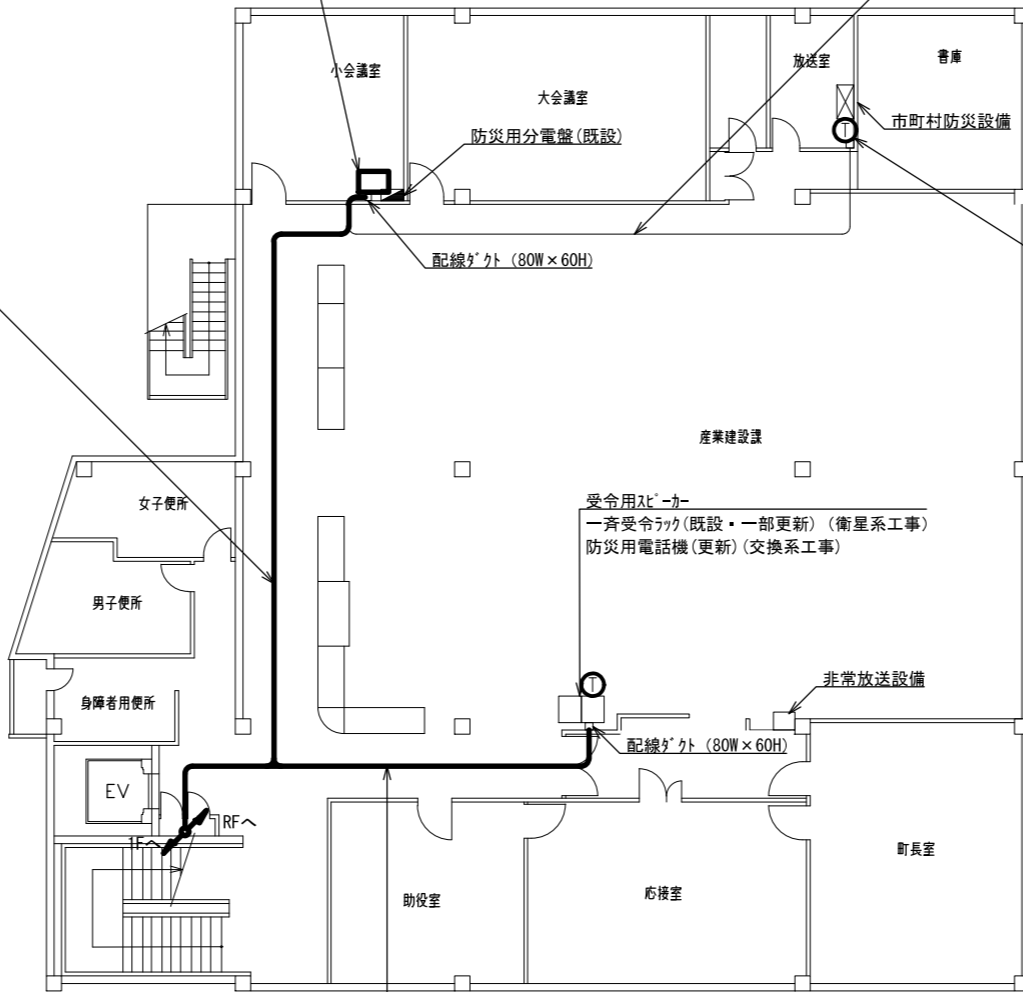 小会議室
大会議室
放送室
書庫
防災用分電盤(既設)
市町村防災設備
T
配線ダクト (80W×60H)
産業建設課
女子便所
受令用スピーカー
一斉受令ラック(既設・一部更新) (衛星系工事)
防災用電話機(更新)(交換系工事)
男子便所
身障者用便所
T
非常放送設備
配線ダクト (80W×60H)
EV
RFへ
1Fへ
町長室
助役室
応接室